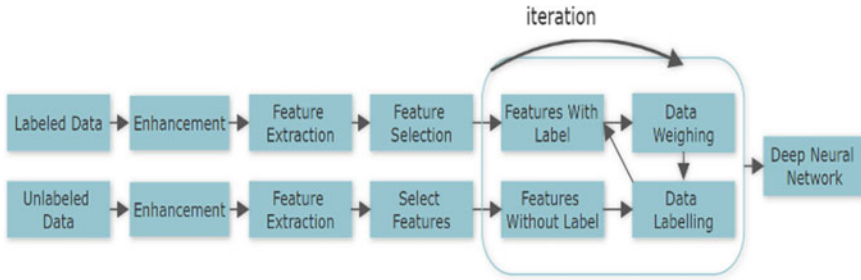 iteration
Labeled Data
Enhancement
Feature
Extraction
Feature
Selection
Features With
Label
Data
Weighing
Unlabeled
Data
Enhancement
Feature
Extraction
Select
Features
Features
Without Label
Data
Labelling
Deep Neural
Network